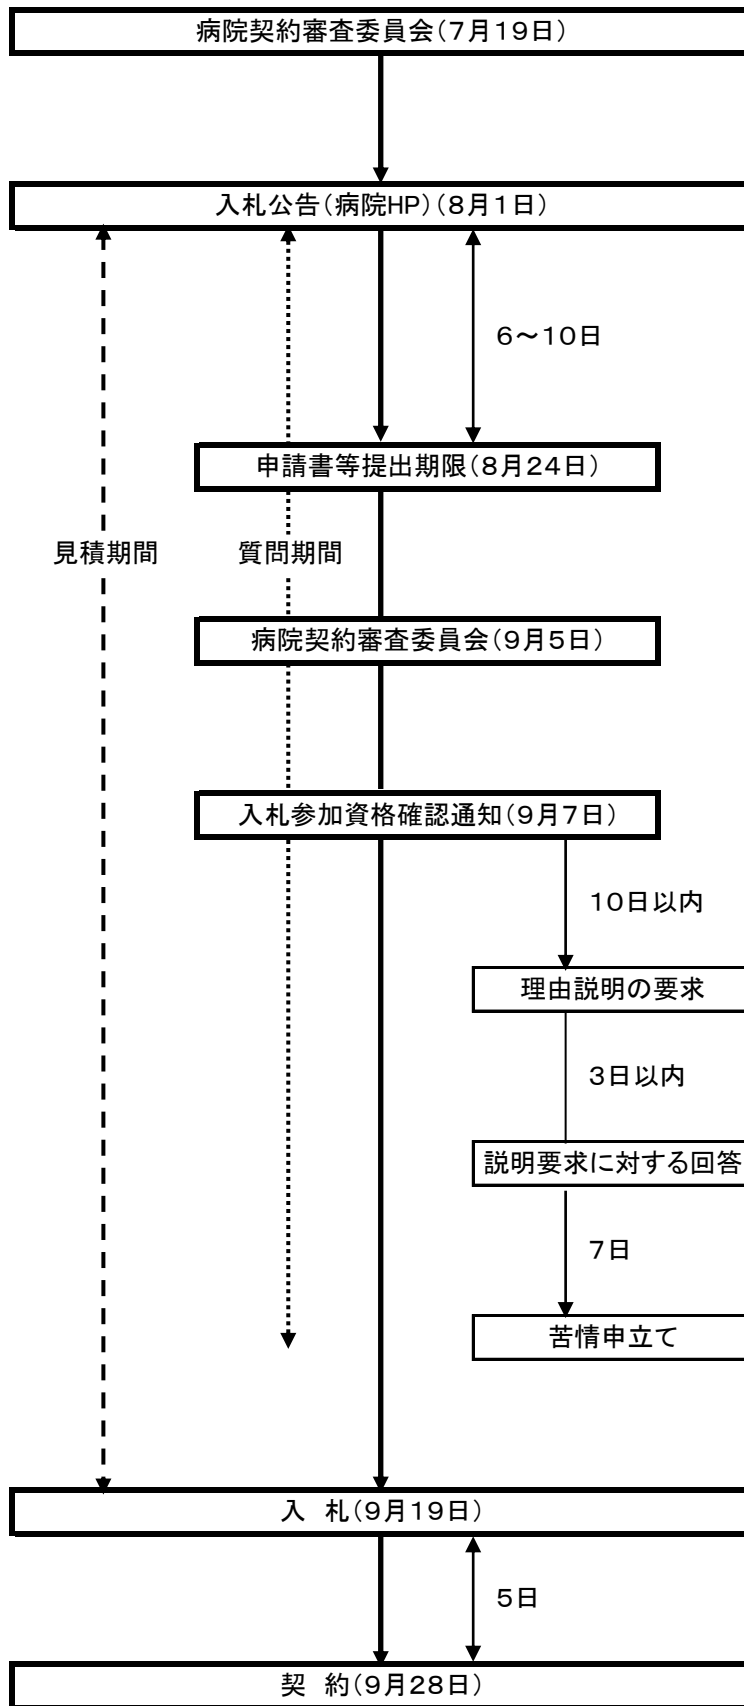 病院契約審査委員会(7月19日)
入札公告(病院HP)(8月1日)
6~10日
申請書等提出期限(8月24日)
見積期間
質問期間
病院契約審査委員会(9月5日)
入札参加資格確認通知(9月7日)
10日以内
理由説明の要求
3日以内
説明要求に対する回答
7日
苦情申立て
入 札(9月19日)
5日
契 約(9月28日)